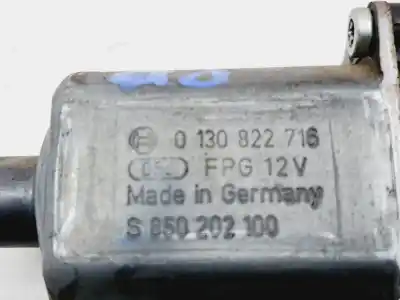 0 130 822 716
FPG 12V
Made in Germany
S 850 202 100